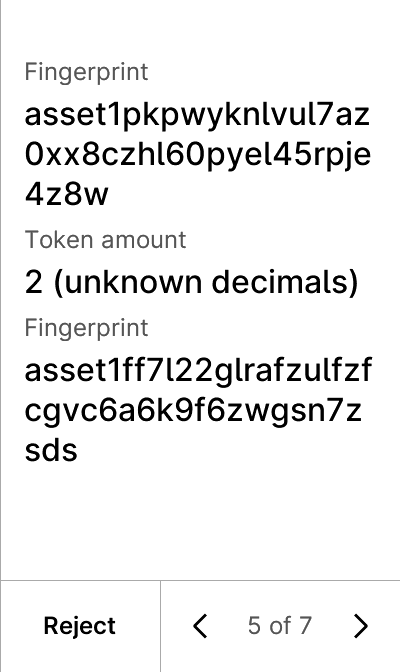 Fingerprint
asset1pkpwyknlvul7az
0xx8czhl60pyel45rpje
4z8w
Token amount
2 (unknown decimals)
Fingerprint
asset1ff7l22glrafzulfzf
cgvc6a6k9f6zwgsn7z
sds
Reject
5 of 7